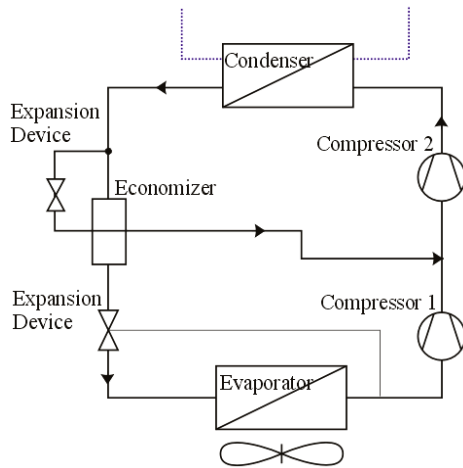 Condenser
Expansion
Device
Compressor 2
Economizer
Expansion
Device
Compressor 1
Evaporator